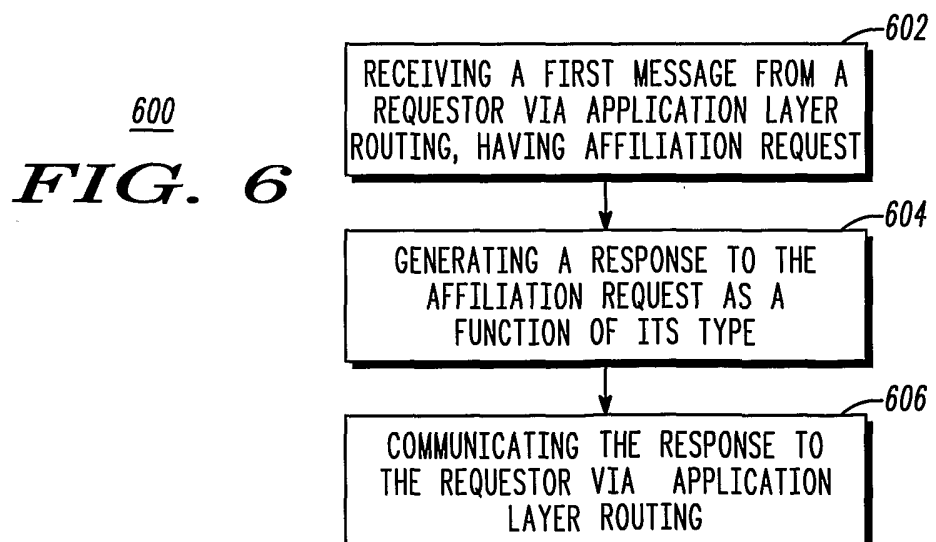 600
FIG. 6
602
RECEIVING A FIRST MESSAGE FROM A
REQUESTOR VIA APPLICATION LAYER
ROUTING, HAVING AFFILIATION REQUEST
604
GENERATING A RESPONSE TO THE
AFFILIATION REQUEST AS A
FUNCTION OF ITS TYPE
606
COMMUNICATING THE RESPONSE TO
THE REQUESTOR VIA APPLICATION
LAYER ROUTING